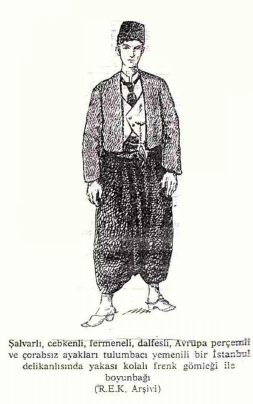 Şalvarlı, cebkenli, fermeneli, dalfesli, Avrupa perçemli
ve çorabsız ayakları tulumbacı yemenili bir İstanbul
delikanlısında yakası kolalı frenk gömleği ile
boyunbağı
(R.E.K. Arşivi)